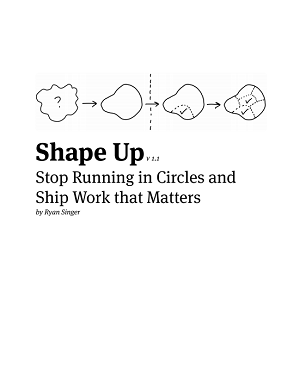 ?
Shape Up V 1.1
Stop Running in Circles and
Ship Work that Matters
by Ryan Singer